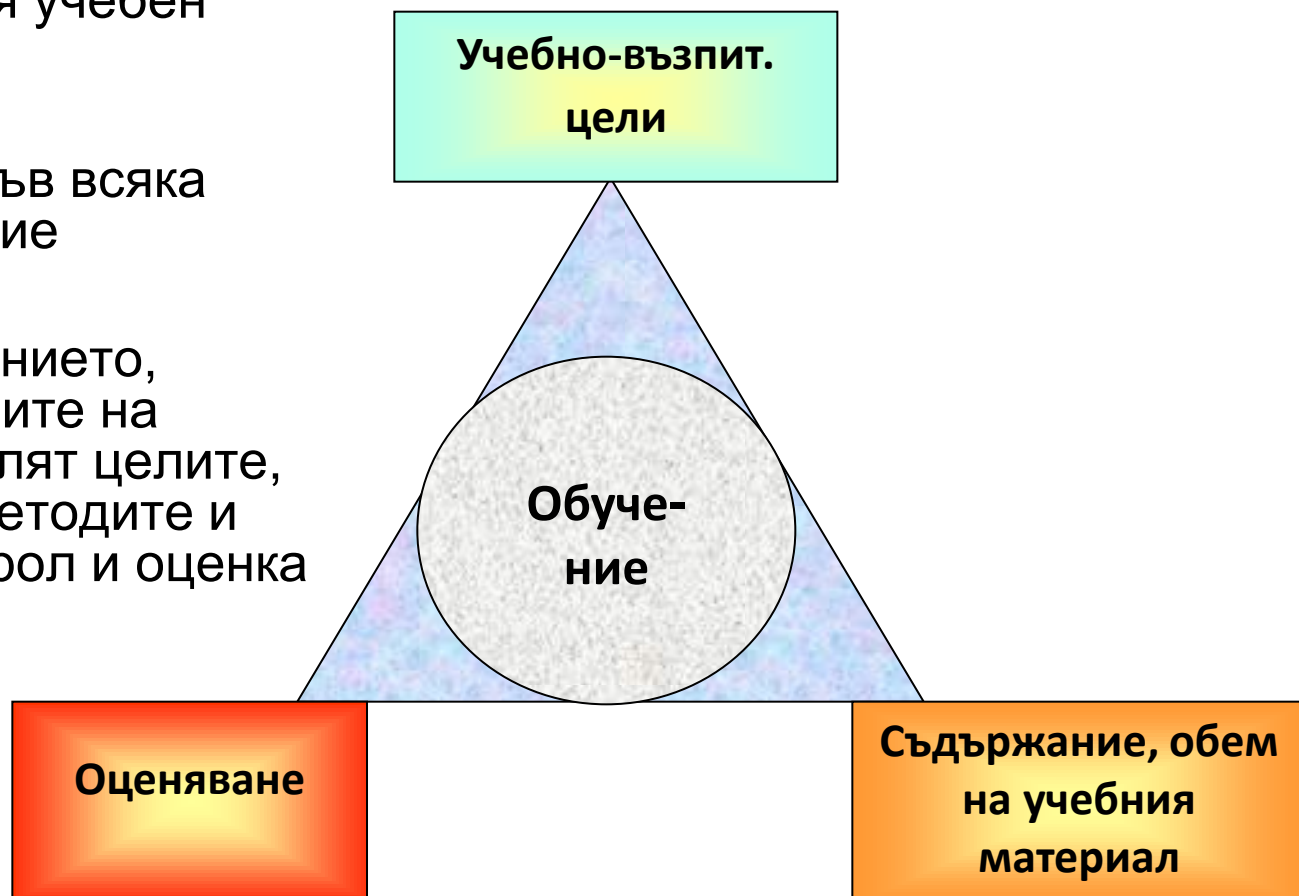 я учебен
ъв всяка
ие
нието,
ите на
лят целите,
етодите и
рол и оценка
Учебно-възпит.
цели
Обуче-
ние
Оценяване
Съдържание, обем
на учебния
материал